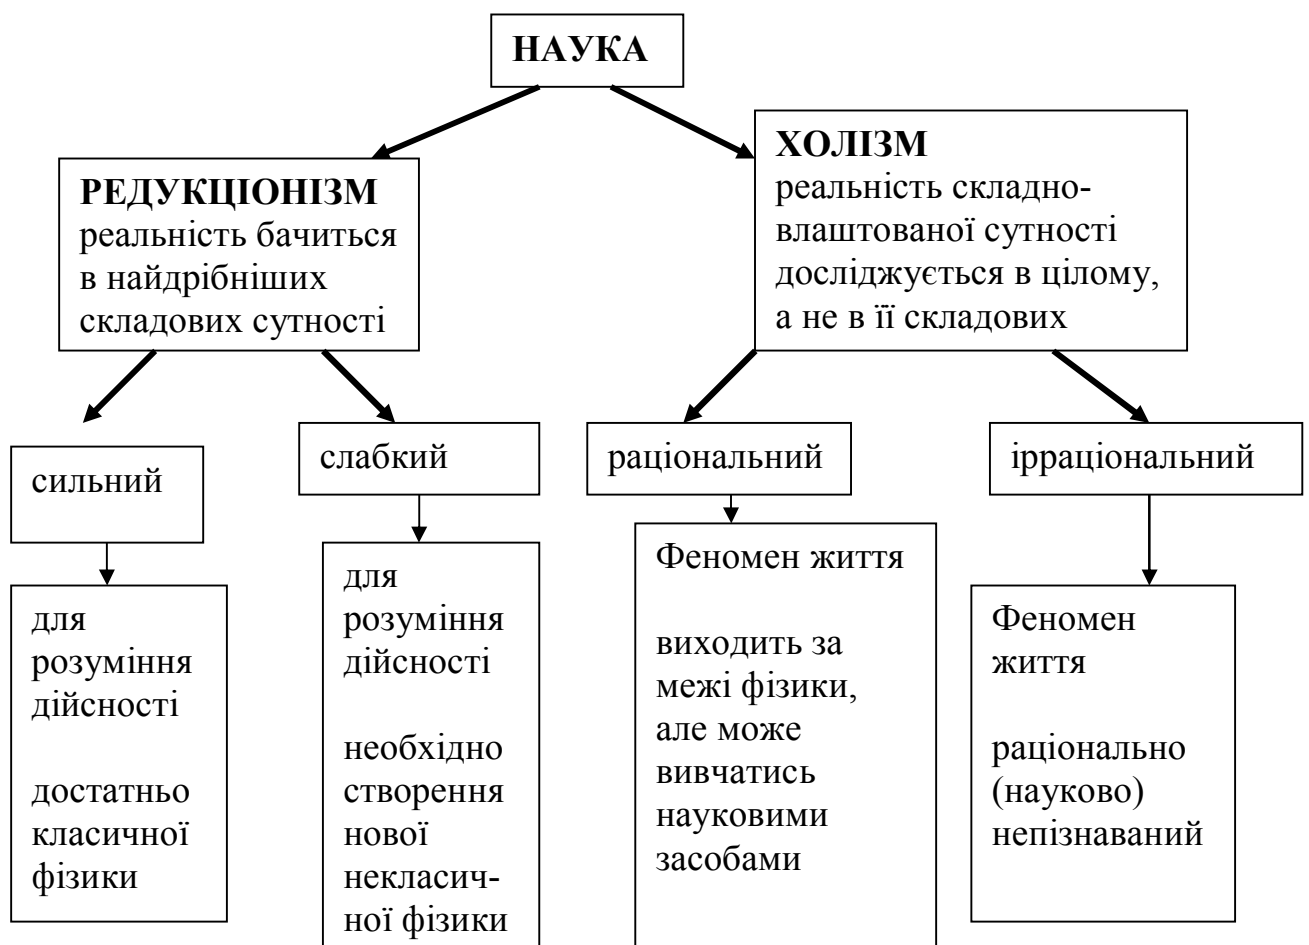 НАУКА
РЕДУКЦІОНІЗМ
реальність бачиться
в найдрібніших
складових сутності
ХОЛІЗМ
реальність складно-
влаштованої сутності
досліджується в цілому,
а не в її складових
сильний
слабкий
раціональний
ірраціональний
для
розуміння
дійсності
достатньо
класичної
фізики
для
розуміння
дійсності
необхідно
створення
нової
некласич-
ної фізики
Феномен життя
виходить за
межі фізики,
але може
вивчатись
науковими
засобами
Феномен
життя
раціонально
(науково)
непізнаваний